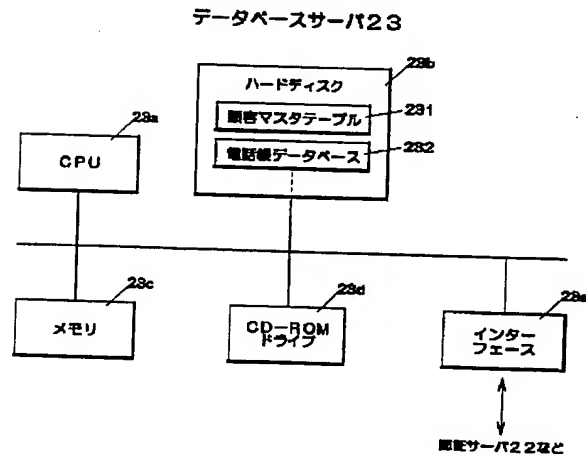 データベースサーバ23
23b
ハードディスク
顧客マスタテーブル
231
電話帳データベース
232
23a
CPU
23c
メモリ
23d
CD-ROM
ドライブ
23e
インター
フェース
認証サーバ22など